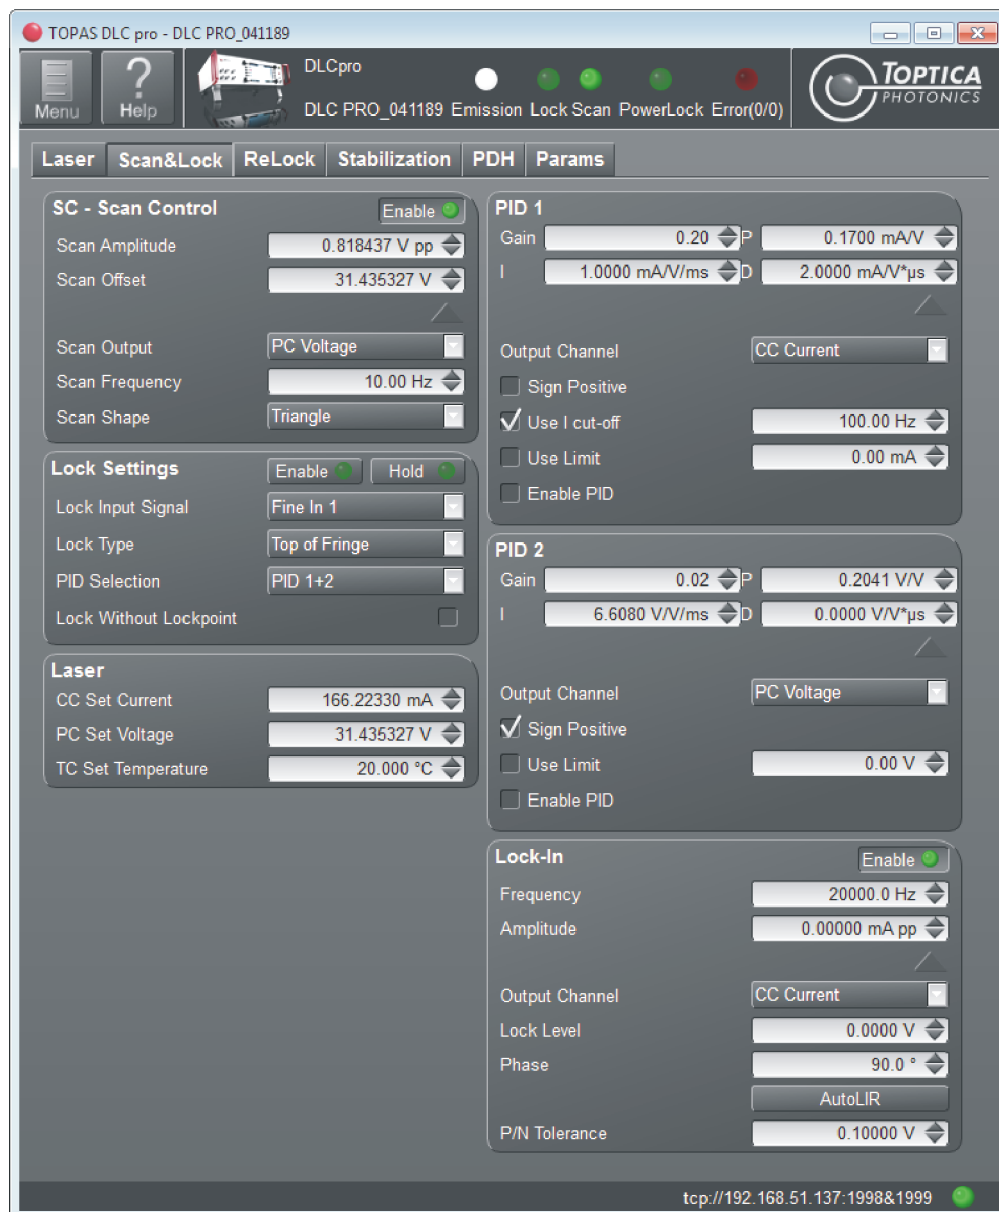 TOPAS DLC pro - DLC PRO_041189
Menu
Help
DLCpro
DLC PRO_041189 Emission Lock Scan PowerLock Error(0/0)
TOPTICA
PHOTONICS
Laser Scan&Lock ReLock Stabilization PDH Params
SC - Scan Control Enable
Scan Amplitude 0.818437 V pp
Scan Offset 31.435327 V
Scan Output PC Voltage
Scan Frequency 10.00 Hz
Scan Shape Triangle
Lock Settings Enable Hold
Lock Input Signal Fine In 1
Lock Type Top of Fringe
PID Selection PID 1+2
Lock Without Lockpoint
Laser
CC Set Current 166.22330 mA
PC Set Voltage 31.435327 V
TC Set Temperature 20.000 °C
PID 1
Gain 0.20 P 0.1700 mA/V
I 1.0000 mA/V/ms D 2.0000 mA/V*µs
Output Channel CC Current
Sign Positive
Use I cut-off 100.00 Hz
Use Limit 0.00 mA
Enable PID
PID 2
Gain 0.02 P 0.2041 V/V
I 6.6080 V/V/ms D 0.0000 V/V*µs
Output Channel PC Voltage
Sign Positive
Use Limit 0.00 V
Enable PID
Lock-In Enable
Frequency 20000.0 Hz
Amplitude 0.00000 mA pp
Output Channel CC Current
Lock Level 0.0000 V
Phase 90.0 °
AutoLIR
P/N Tolerance 0.10000 V
tcp://192.168.51.137:1998&1999